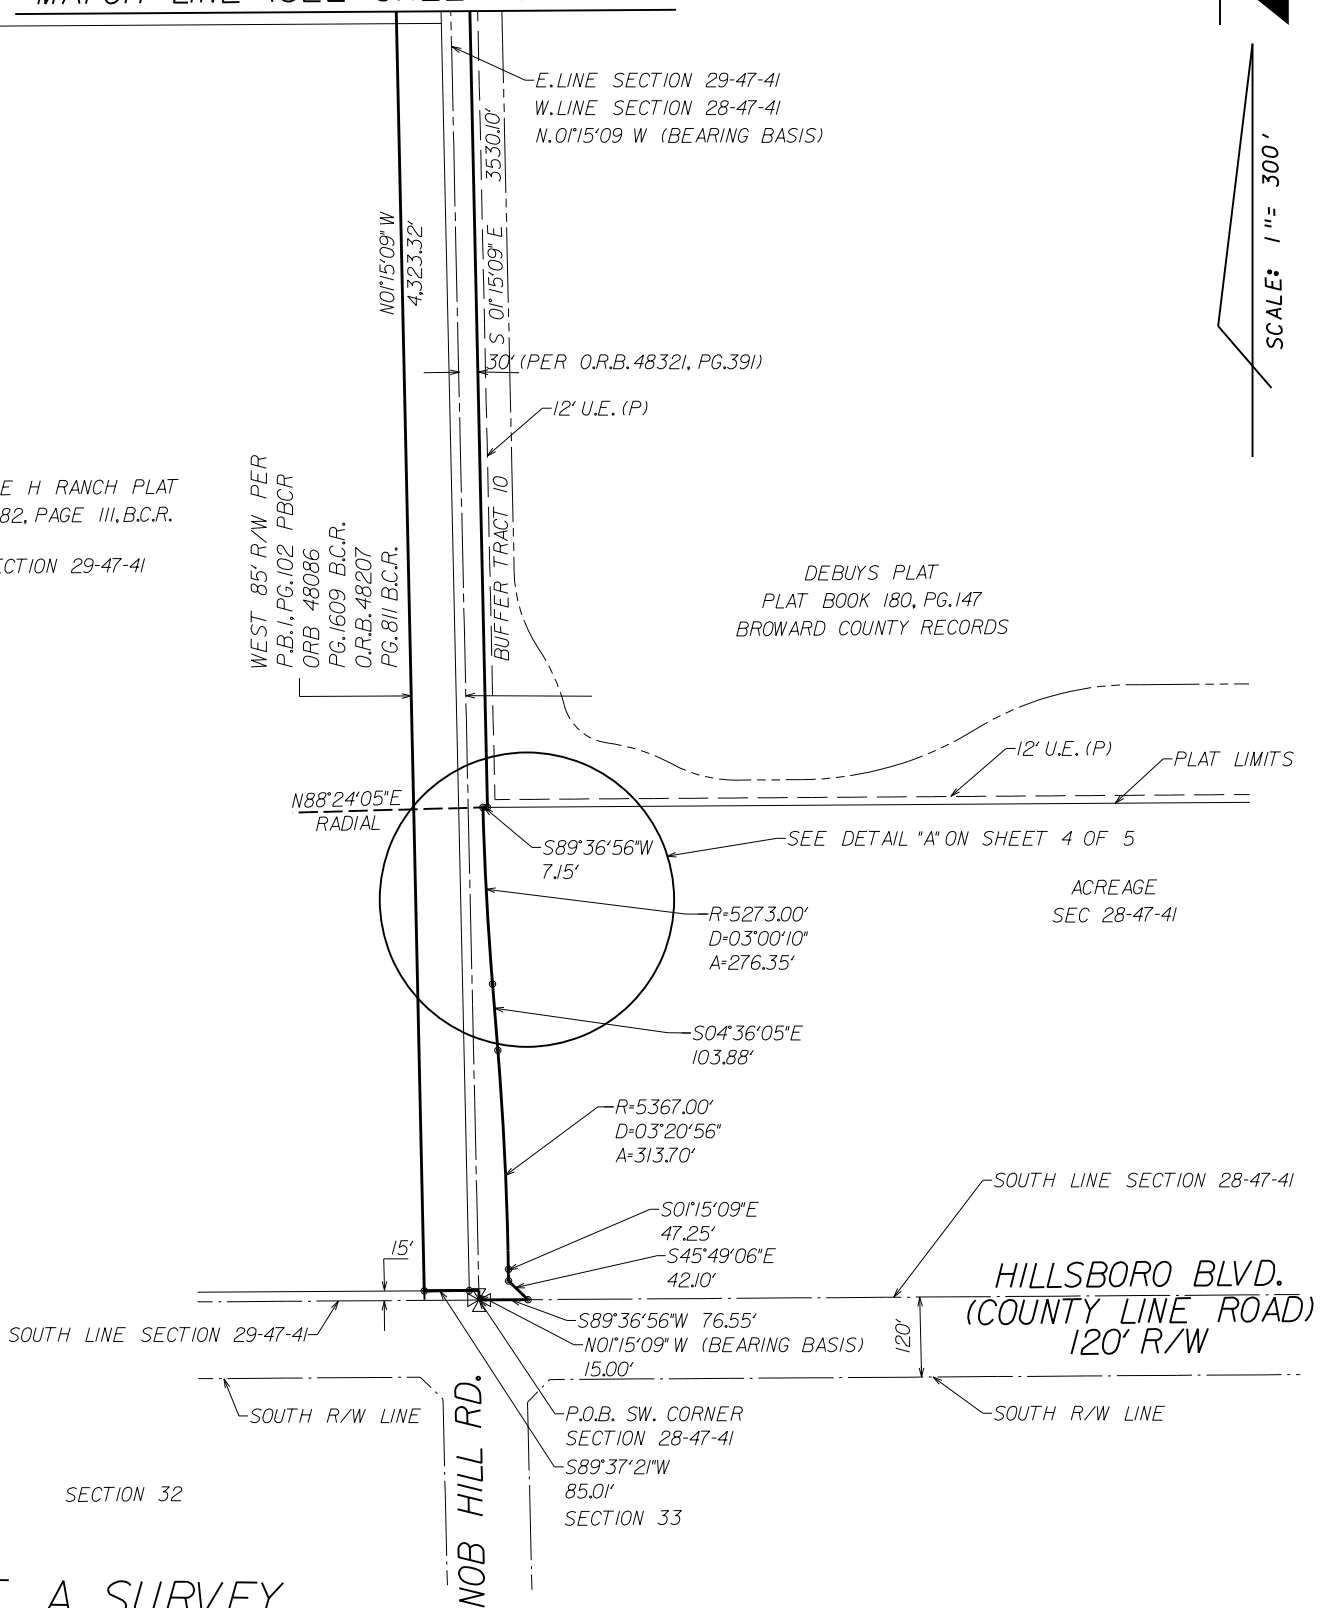 E.LINE SECTION 29-47-41
W.LINE SECTION 28-47-41
N.01°15'09 W (BEARING BASIS)
3530.10'
S 01°15'09" E
N01°15'09" W
4,323.32'
SCALE: 1"= 300'
30' (PER O.R.B. 48321, PG.391)
12' U.E. (P)
BUFFER TRACT 10
WEST 85' R/W PER
P.B.1, PG.102 PBCR
ORB 48086
PG.1609 B.C.R.
O.R.B. 48207
PG. 811 B.C.R.
E H RANCH PLAT
82, PAGE 111, B.C.R.
ECTION 29-47-41
DEBUYS PLAT
PLAT BOOK 180, PG.147
BROWARD COUNTY RECORDS
12' U.E. (P)
PLAT LIMITS
N88°24'05"E
RADIAL
S89°36'56"W
7.15'
SEE DETAIL "A" ON SHEET 4 OF 5
ACREAGE
SEC 28-47-41
R=5273.00'
D=03°00'10"
A=276.35'
S04°36'05"E
103.88'
R=5367.00'
D=03°20'56"
A=313.70'
SOUTH LINE SECTION 28-47-41
S01°15'09"E
47.25'
S45°49'06"E
42.10'
15'
HILLSBORO BLVD.
(COUNTY LINE ROAD)
120' R/W
120'
SOUTH LINE SECTION 29-47-41
S89°36'56"W 76.55'
N01°15'09" W (BEARING BASIS)
15.00'
SOUTH R/W LINE
P.O.B. SW. CORNER
SECTION 28-47-41
SOUTH R/W LINE
S89°37'21"W
85.01'
SECTION 33
SECTION 32
NOB HILL RD.
A SURVEY